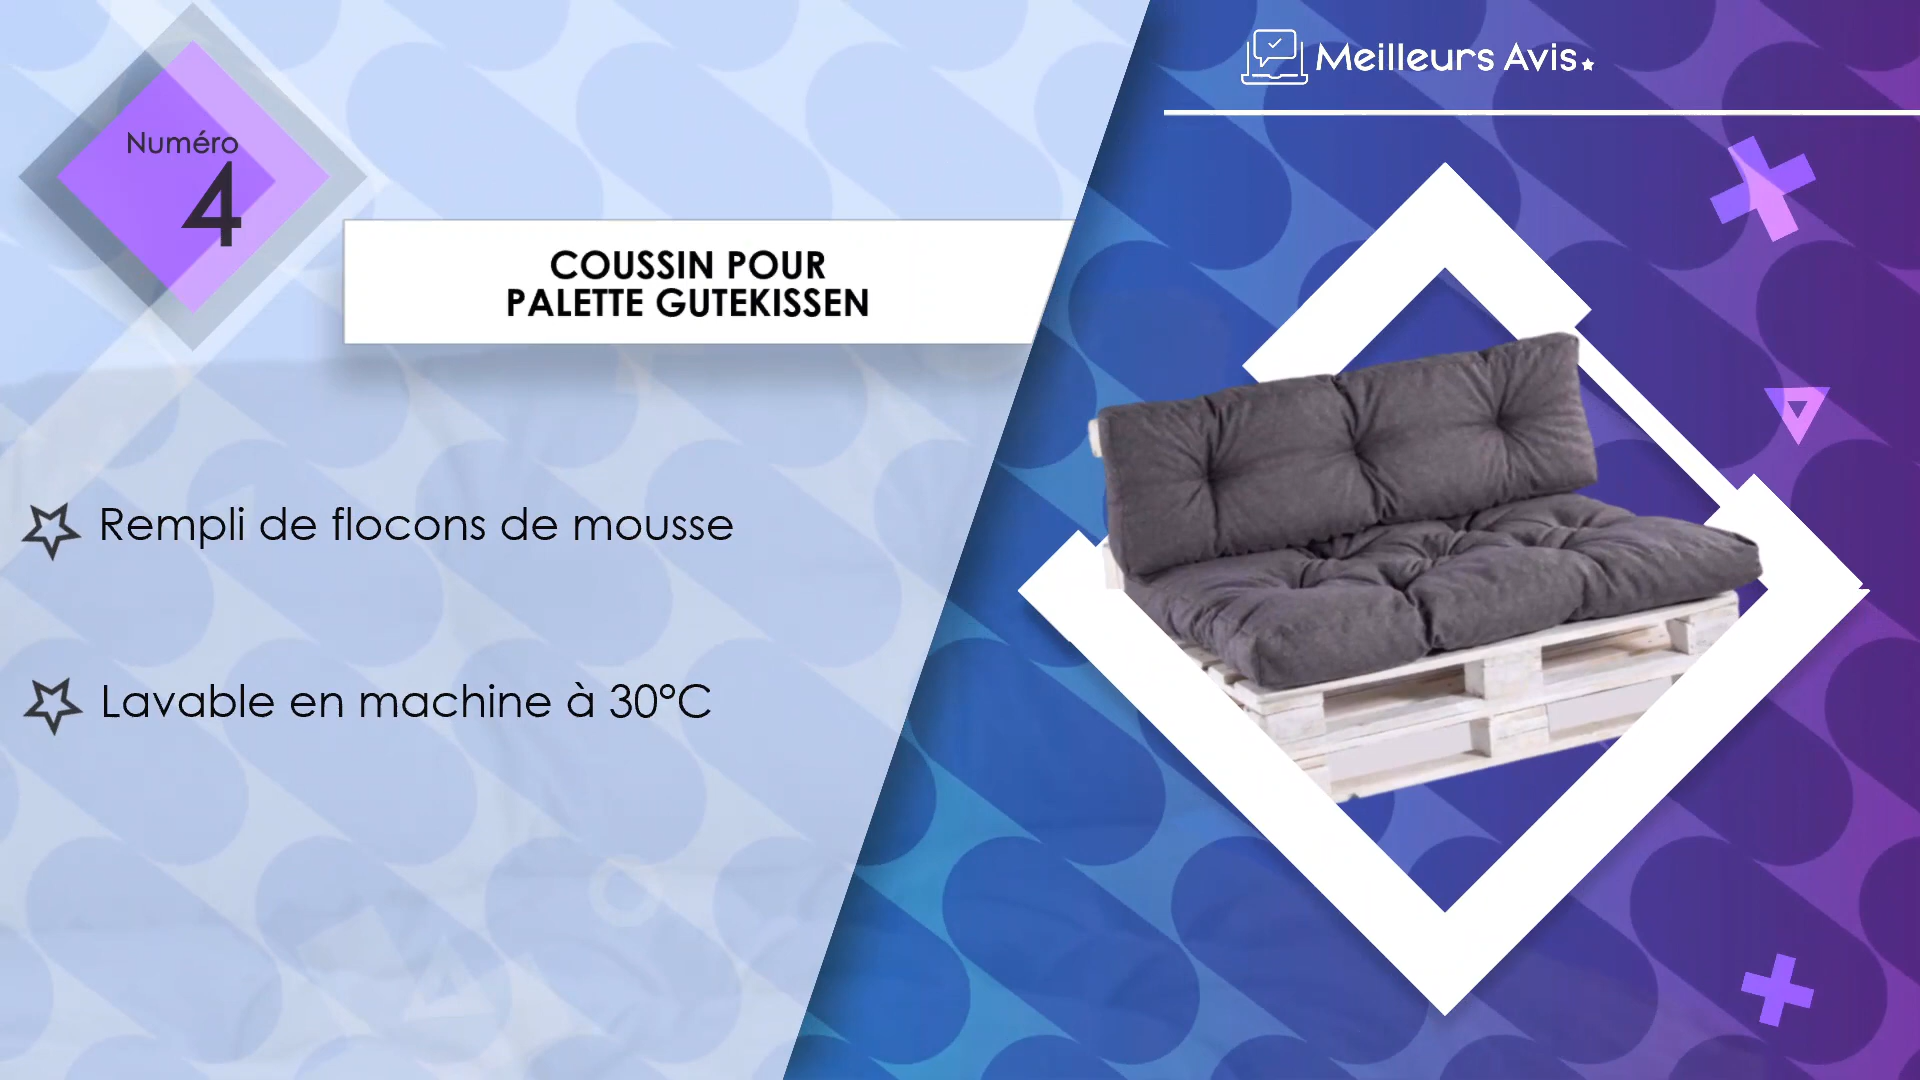 Numéro
4
Meilleurs Avis
COUSSIN POUR
PALETTE GUTEKISSEN
Rempli de flocons de mousse
Lavable en machine à 30°C